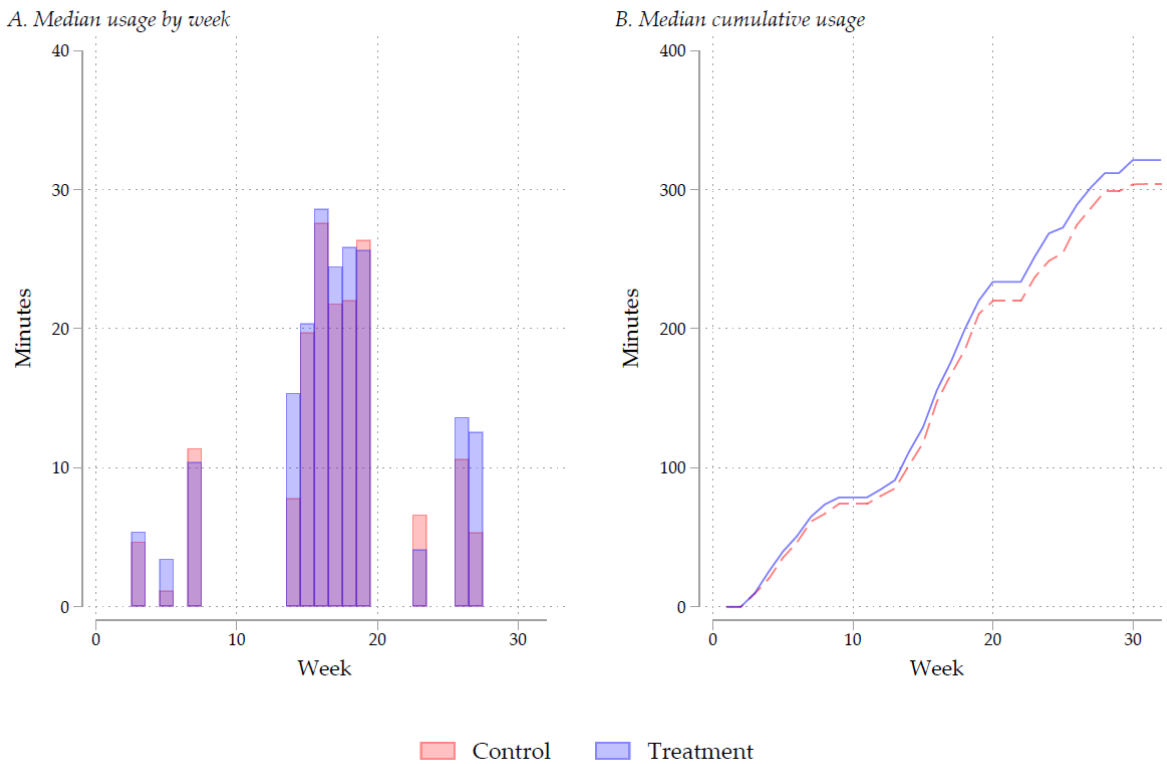 A. Median usage by week
40
30
20
10
0
Minutes
0 10 20 30
Week
B. Median cumulative usage
400
300
200
100
0
Minutes
0 10 20 30
Week
Control Treatment